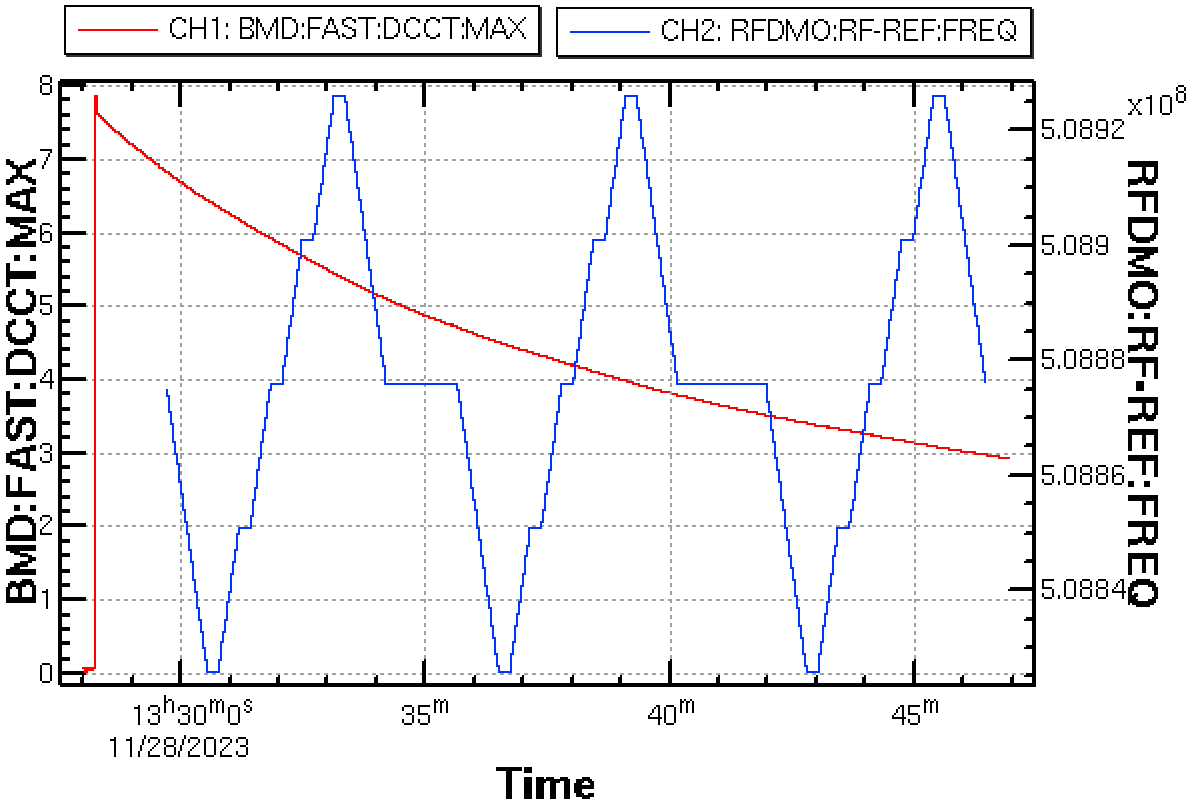 CH1: BMD:FAST:DCCT:MAX
CH2: RFDMO:RF-REF:FREQ
BMD:FAST:DCCT:MAX
8
7
6
5
4
3
2
1
0
x10⁸
5.0892
5.089
5.0888
5.0886
5.0884
RFDMO:RF-REF:FREQ
13ʰ30ᵐ0ˢ
35ᵐ
40ᵐ
45ᵐ
11/28/2023
Time